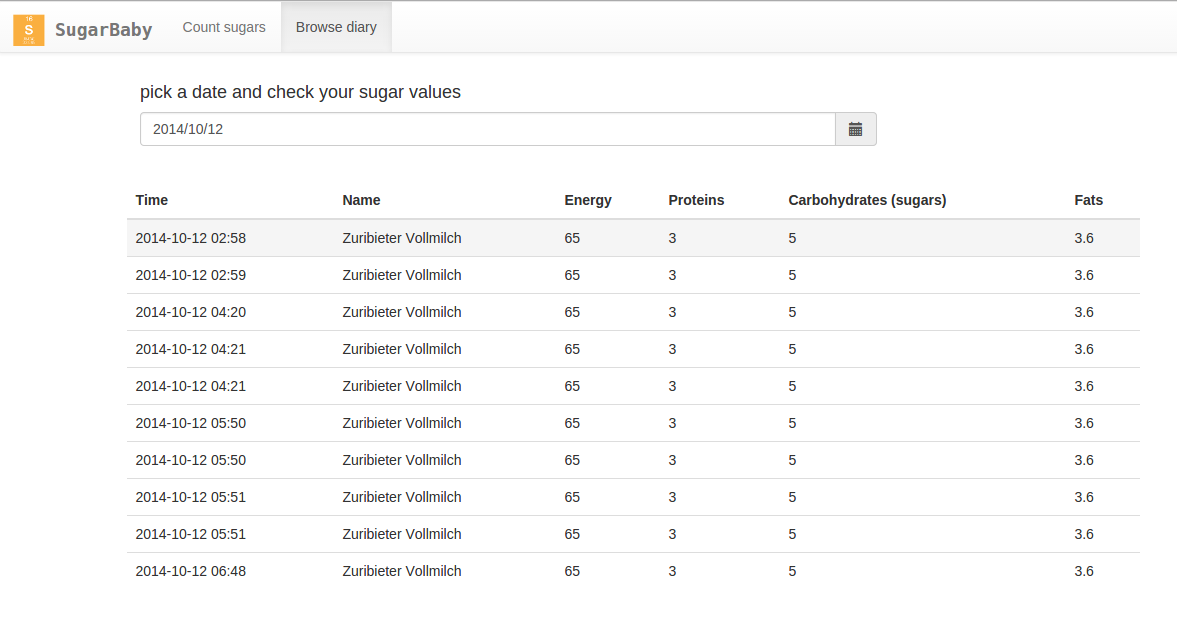 16
S
SugarBaby
Count sugars
Browse diary
pick a date and check your sugar values
2014/10/12
Time Name Energy Proteins Carbohydrates (sugars) Fats
2014-10-12 02:58 Zuribieter Vollmilch 65 3 5 3.6
2014-10-12 02:59 Zuribieter Vollmilch 65 3 5 3.6
2014-10-12 04:20 Zuribieter Vollmilch 65 3 5 3.6
2014-10-12 04:21 Zuribieter Vollmilch 65 3 5 3.6
2014-10-12 04:21 Zuribieter Vollmilch 65 3 5 3.6
2014-10-12 05:50 Zuribieter Vollmilch 65 3 5 3.6
2014-10-12 05:50 Zuribieter Vollmilch 65 3 5 3.6
2014-10-12 05:51 Zuribieter Vollmilch 65 3 5 3.6
2014-10-12 05:51 Zuribieter Vollmilch 65 3 5 3.6
2014-10-12 06:48 Zuribieter Vollmilch 65 3 5 3.6